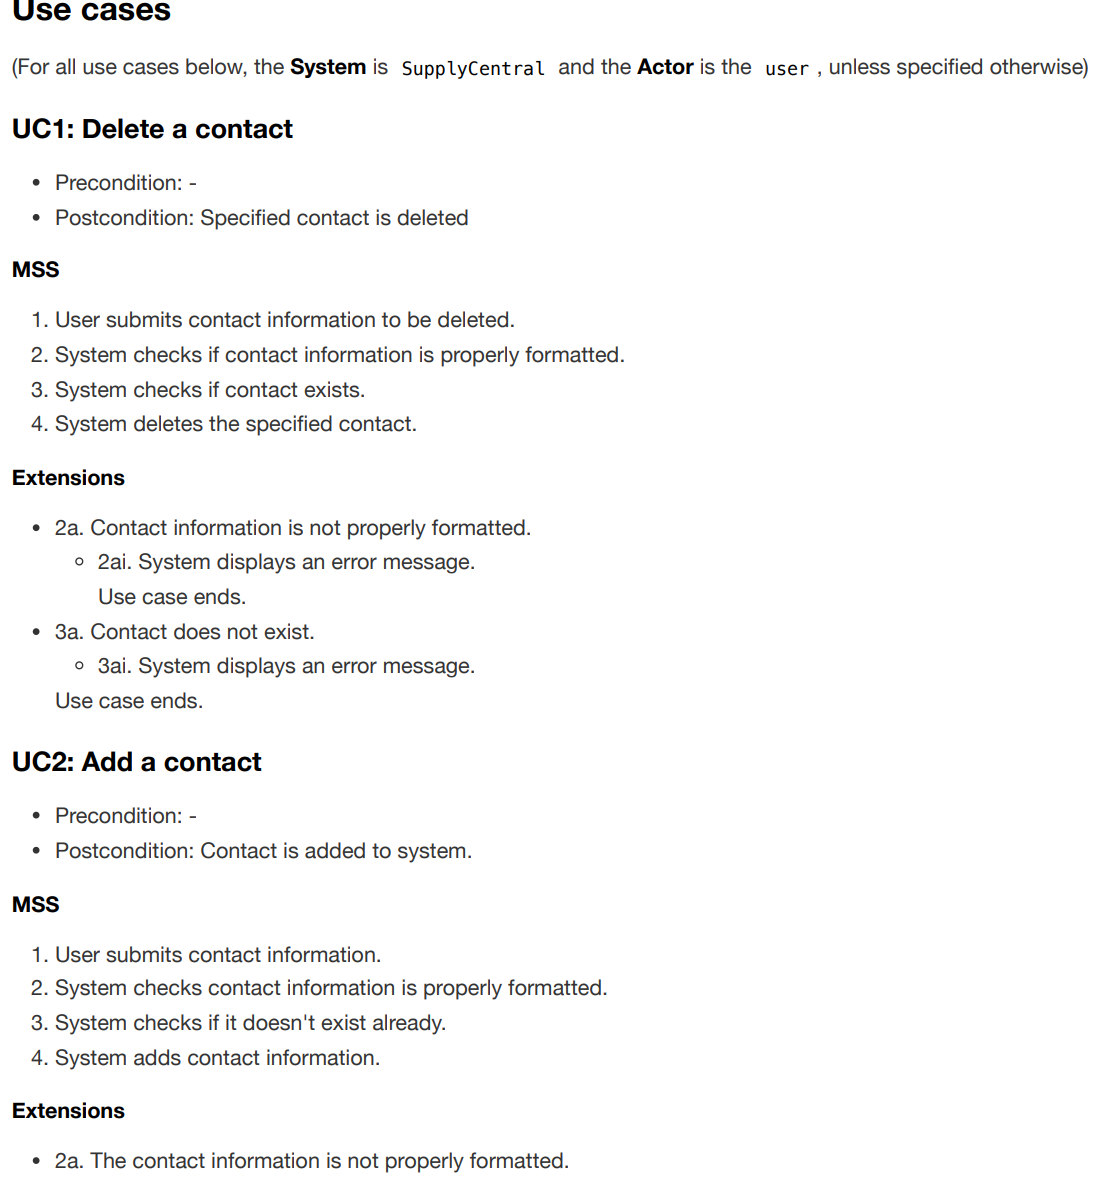 Use cases
(For all use cases below, the System is SupplyCentral and the Actor is the user , unless specified otherwise)
UC1: Delete a contact
• Precondition: -
• Postcondition: Specified contact is deleted
MSS
1. User submits contact information to be deleted.
2. System checks if contact information is properly formatted.
3. System checks if contact exists.
4. System deletes the specified contact.
Extensions
• 2a. Contact information is not properly formatted.
◦ 2ai. System displays an error message.
Use case ends.
• 3a. Contact does not exist.
◦ 3ai. System displays an error message.
Use case ends.
UC2: Add a contact
• Precondition: -
• Postcondition: Contact is added to system.
MSS
1. User submits contact information.
2. System checks contact information is properly formatted.
3. System checks if it doesn't exist already.
4. System adds contact information.
Extensions
• 2a. The contact information is not properly formatted.